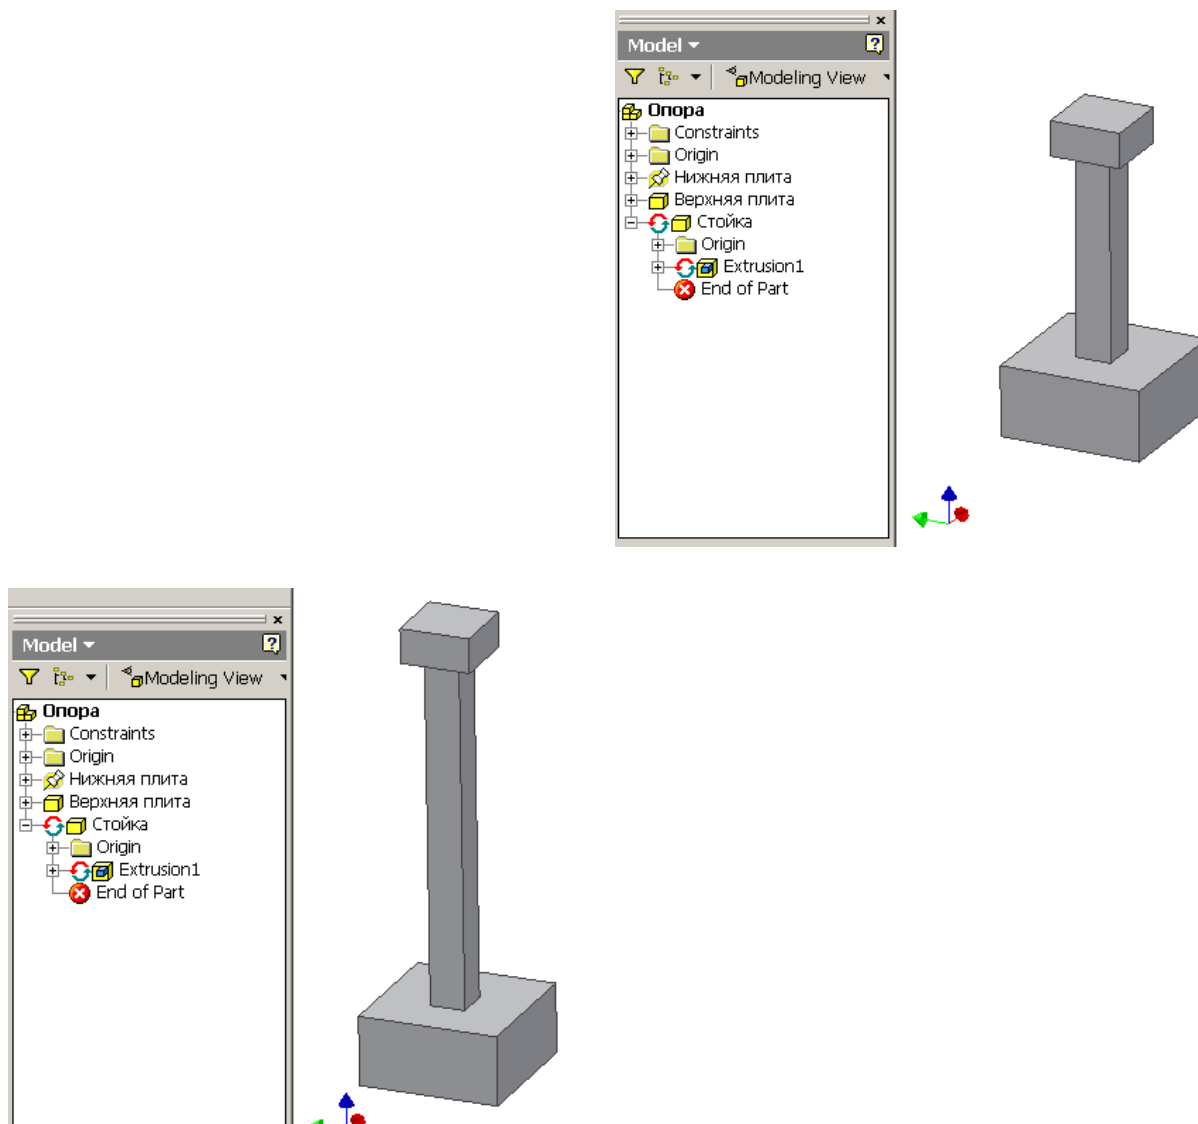 Model
Modeling View
Опора
Constraints
Origin
Нижняя плита
Верхняя плита
Стойка
Origin
Extrusion1
End of Part
Model
Modeling View
Опора
Constraints
Origin
Нижняя плита
Верхняя плита
Стойка
Origin
Extrusion1
End of Part